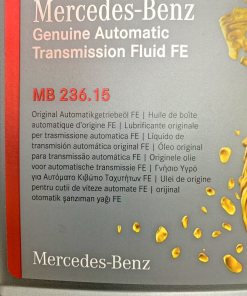 Mercedes-Benz
Genuine Automatic
Transmission Fluid FE
MB 236.15
Original Automatikgetriebeöl FE | Huile de boîte
automatique d'origine FE | Lubrificante originale
per trasmissione automatica FE | Líquido de
transmisión automática original FE | Óleo original
para transmissão automática FE | Originele olie
voor automatische transmissie FE | Γνήσιο Υγρό
για Αυτόματο Κιβώτιο Ταχυτήτων FE | Ulei de origine
pentru cutii de viteze automate FE | orijinal
otomatik şanzıman yağı FE
Mercedes-Benz